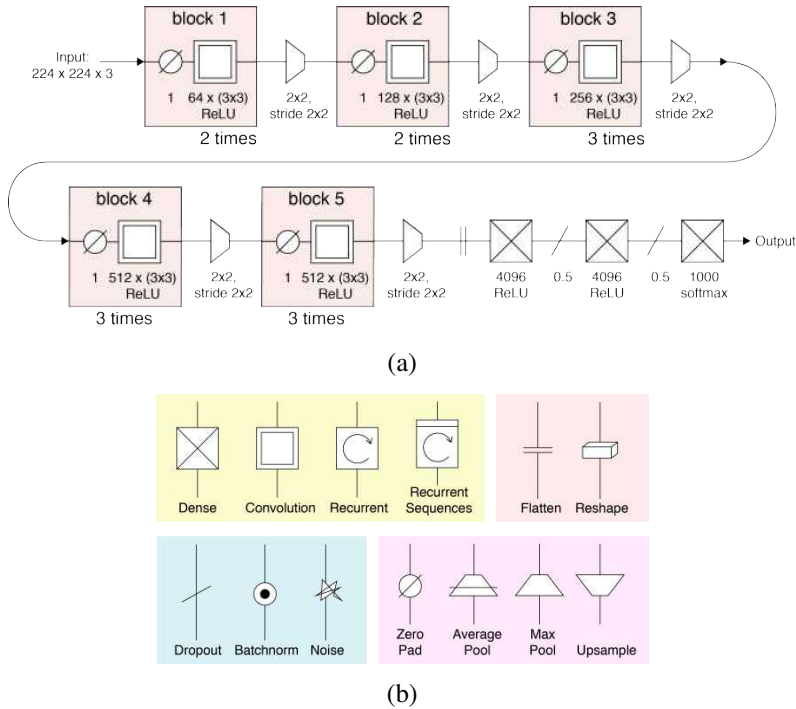 block 1
block 2
block 3
Input:
224 x 224 x 3
1 64 x (3x3)
ReLU
2x2,
stride 2x2
1 128 x (3x3)
ReLU
2x2,
stride 2x2
1 256 x (3x3)
ReLU
2x2,
stride 2x2
2 times
2 times
3 times
block 4
block 5
Output
1 512 x (3x3)
ReLU
2x2,
stride 2x2
1 512 x (3x3)
ReLU
2x2,
stride 2x2
4096
ReLU
0.5
4096
ReLU
0.5
1000
softmax
3 times
3 times
(a)
Dense
Convolution
Recurrent
Recurrent
Sequences
Flatten
Reshape
Dropout
Batchnorm
Noise
Zero
Pad
Average
Pool
Max
Pool
Upsample
(b)